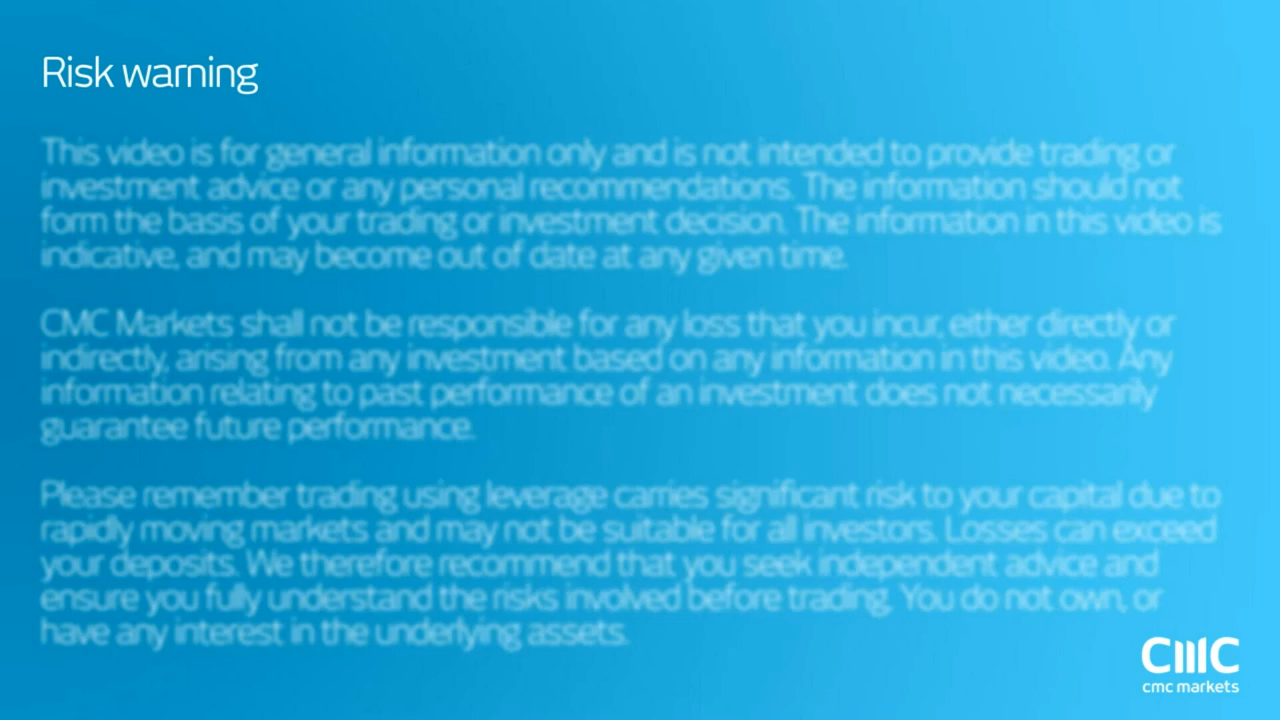 Risk warning
This video is for general information only and is not intended to provide trading or
investment advice or any personal recommendations. The information should not
form the basis of your trading or investment decision. The information in this video is
indicative, and may become out of date at any given time.
CMC Markets shall not be responsible for any loss that you incur, either directly or
indirectly, arising from any investment based on any information in this video. Any
information relating to past performance of an investment does not necessarily
guarantee future performance.
Please remember trading using leverage carries significant risk to your capital due to
rapidly moving markets and may not be suitable for all investors. Losses can exceed
your deposits. We therefore recommend that you seek independent advice and
ensure you fully understand the risks involved before trading. You do not own, or
have any interest in the underlying assets.
CMC
cmc markets